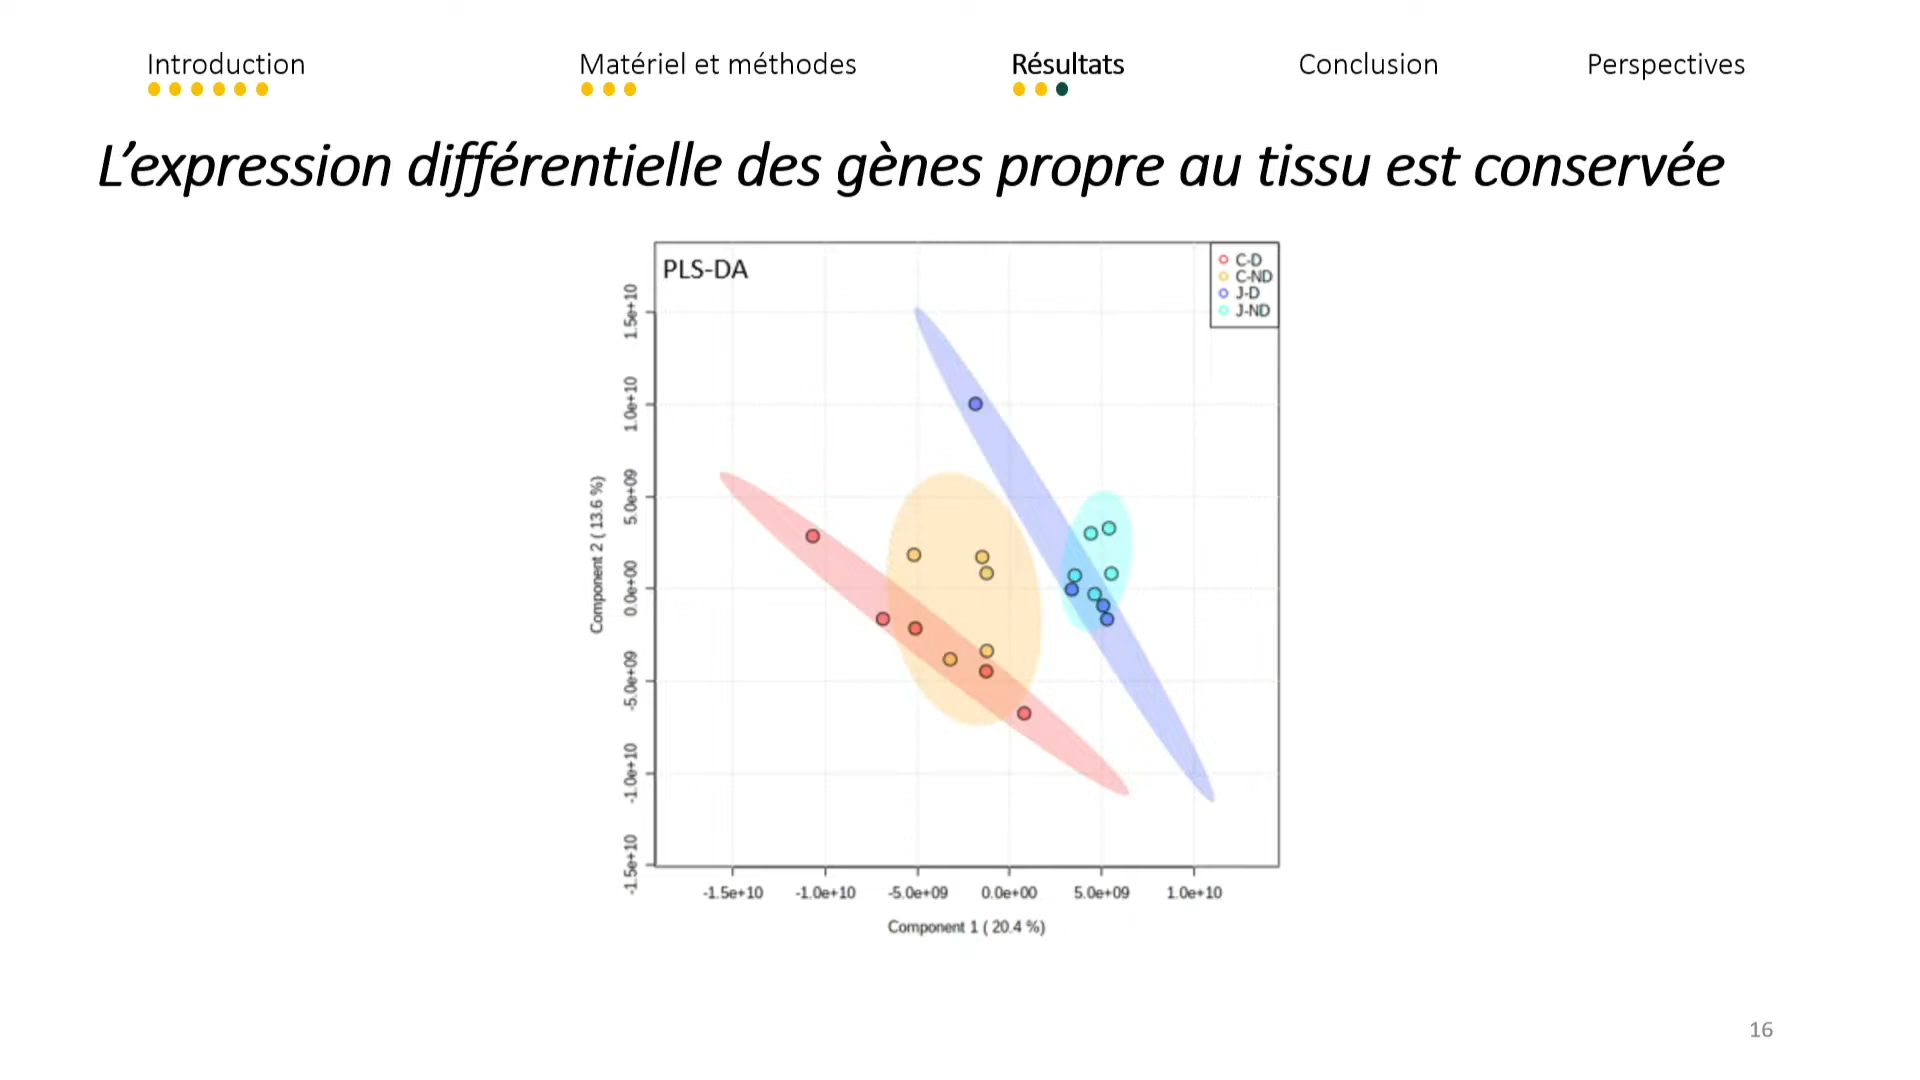 Introduction
Matériel et méthodes
Résultats
Conclusion
Perspectives
L’expression différentielle des gènes propre au tissu est conservée
PLS-DA
C-D
C-ND
J-D
J-ND
Component 2 ( 13.6 %)
1.5e+10
1.0e+10
5.0e+09
0.0e+00
-5.0e+09
-1.0e+10
-1.5e+10
-1.5e+10 -1.0e+10 -5.0e+09 0.0e+00 5.0e+09 1.0e+10
Component 1 ( 20.4 %)
16